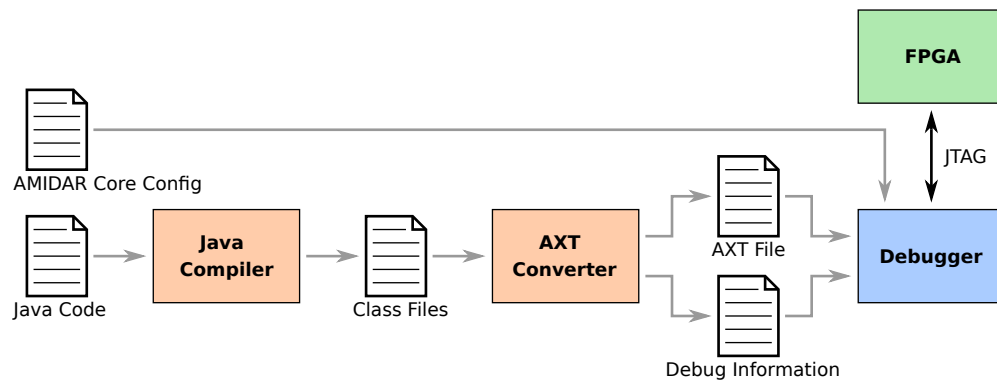 FPGA
JTAG
AMIDAR Core Config
Java
Compiler
AXT
Converter
AXT File
Debugger
Java Code
Class Files
Debug Information